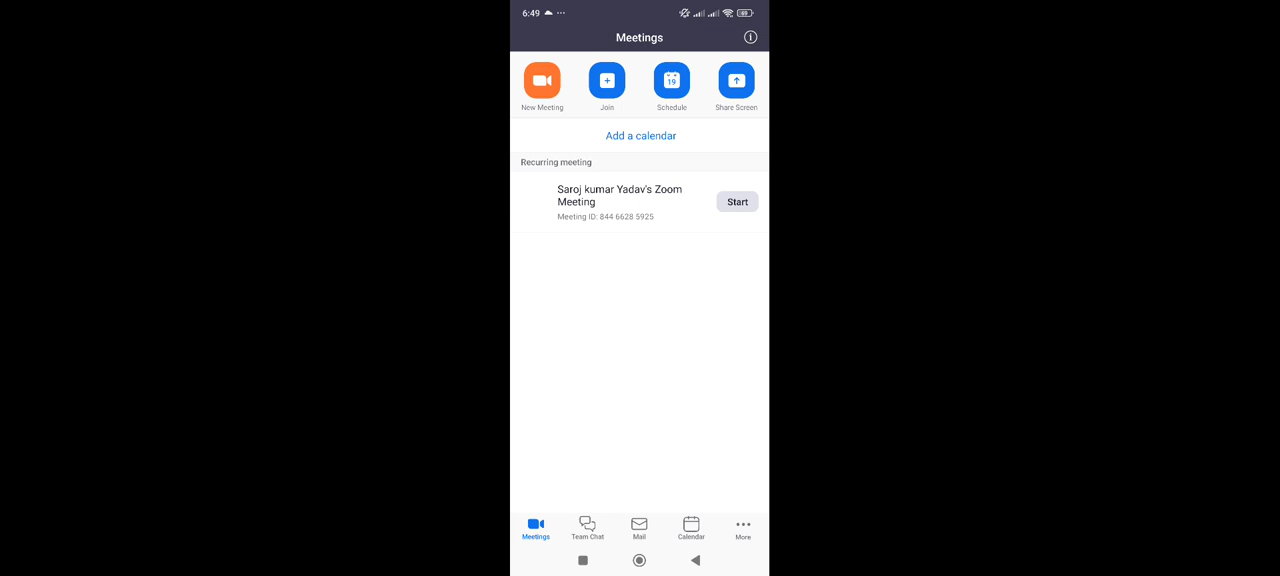 6:49
Meetings
New Meeting
Join
19
Schedule
Share Screen
Add a calendar
Recurring meeting
Saroj kumar Yadav's Zoom
Meeting
Start
Meeting ID: 844 6628 5925
Meetings
Team Chat
Mail
Calendar
More